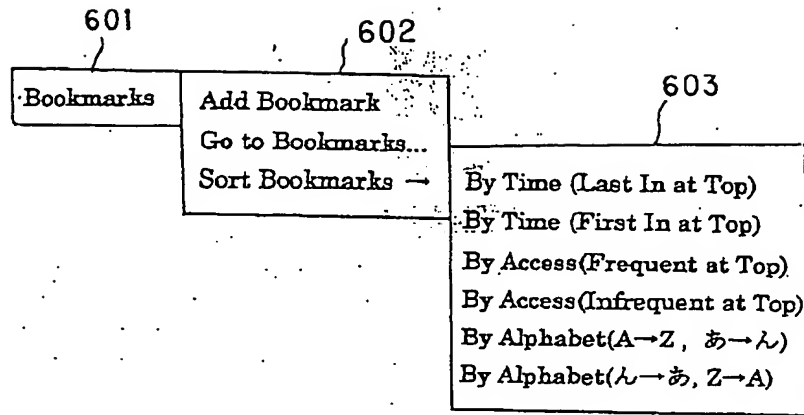 601
602
603
Bookmarks
Add Bookmark
Go to Bookmarks...
Sort Bookmarks →
By Time (Last In at Top)
By Time (First In at Top)
By Access(Frequent at Top)
By Access(Infrequent at Top)
By Alphabet(A→Z, あ→ん)
By Alphabet(ん→あ, Z→A)